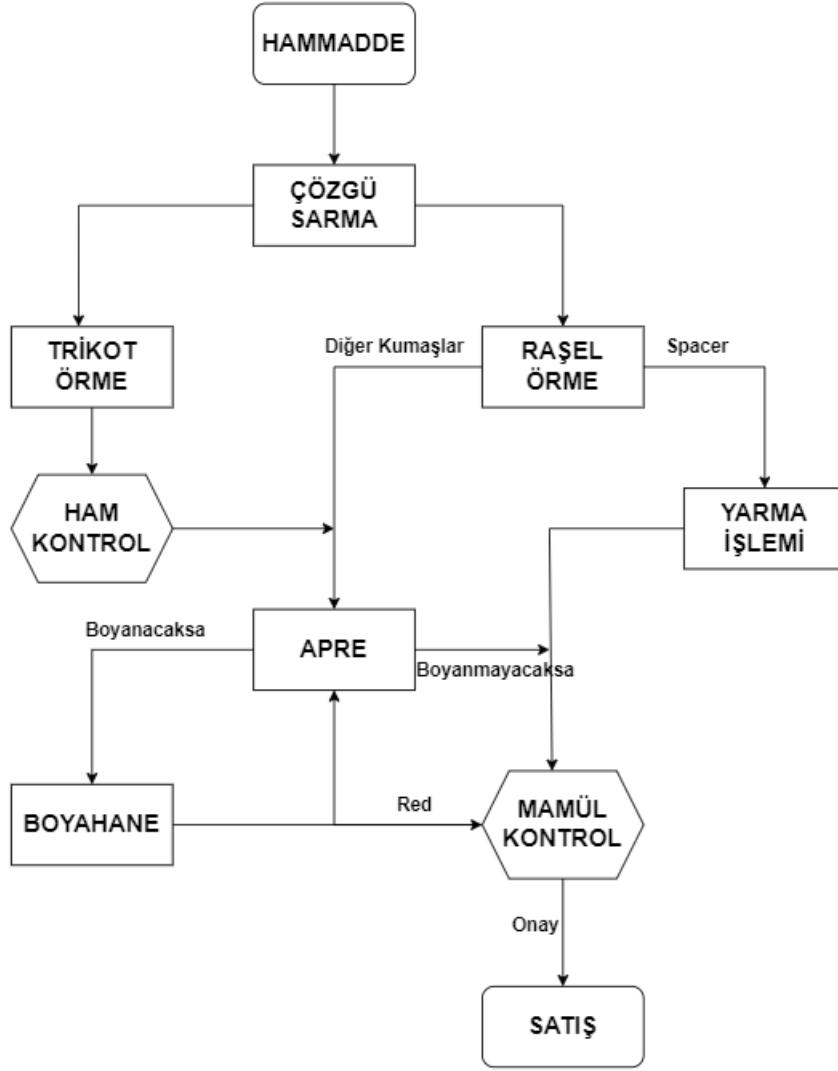 HAMMADDE
ÇÖZGÜ
SARMA
TRİKOT
ÖRME
Diğer Kumaşlar
RAŞEL
ÖRME
Spacer
HAM
KONTROL
YARMA
İŞLEMİ
Boyanacaksa
APRE
Boyanmayacaksa
BOYAHANE
Red
MAMÜL
KONTROL
Onay
SATIŞ